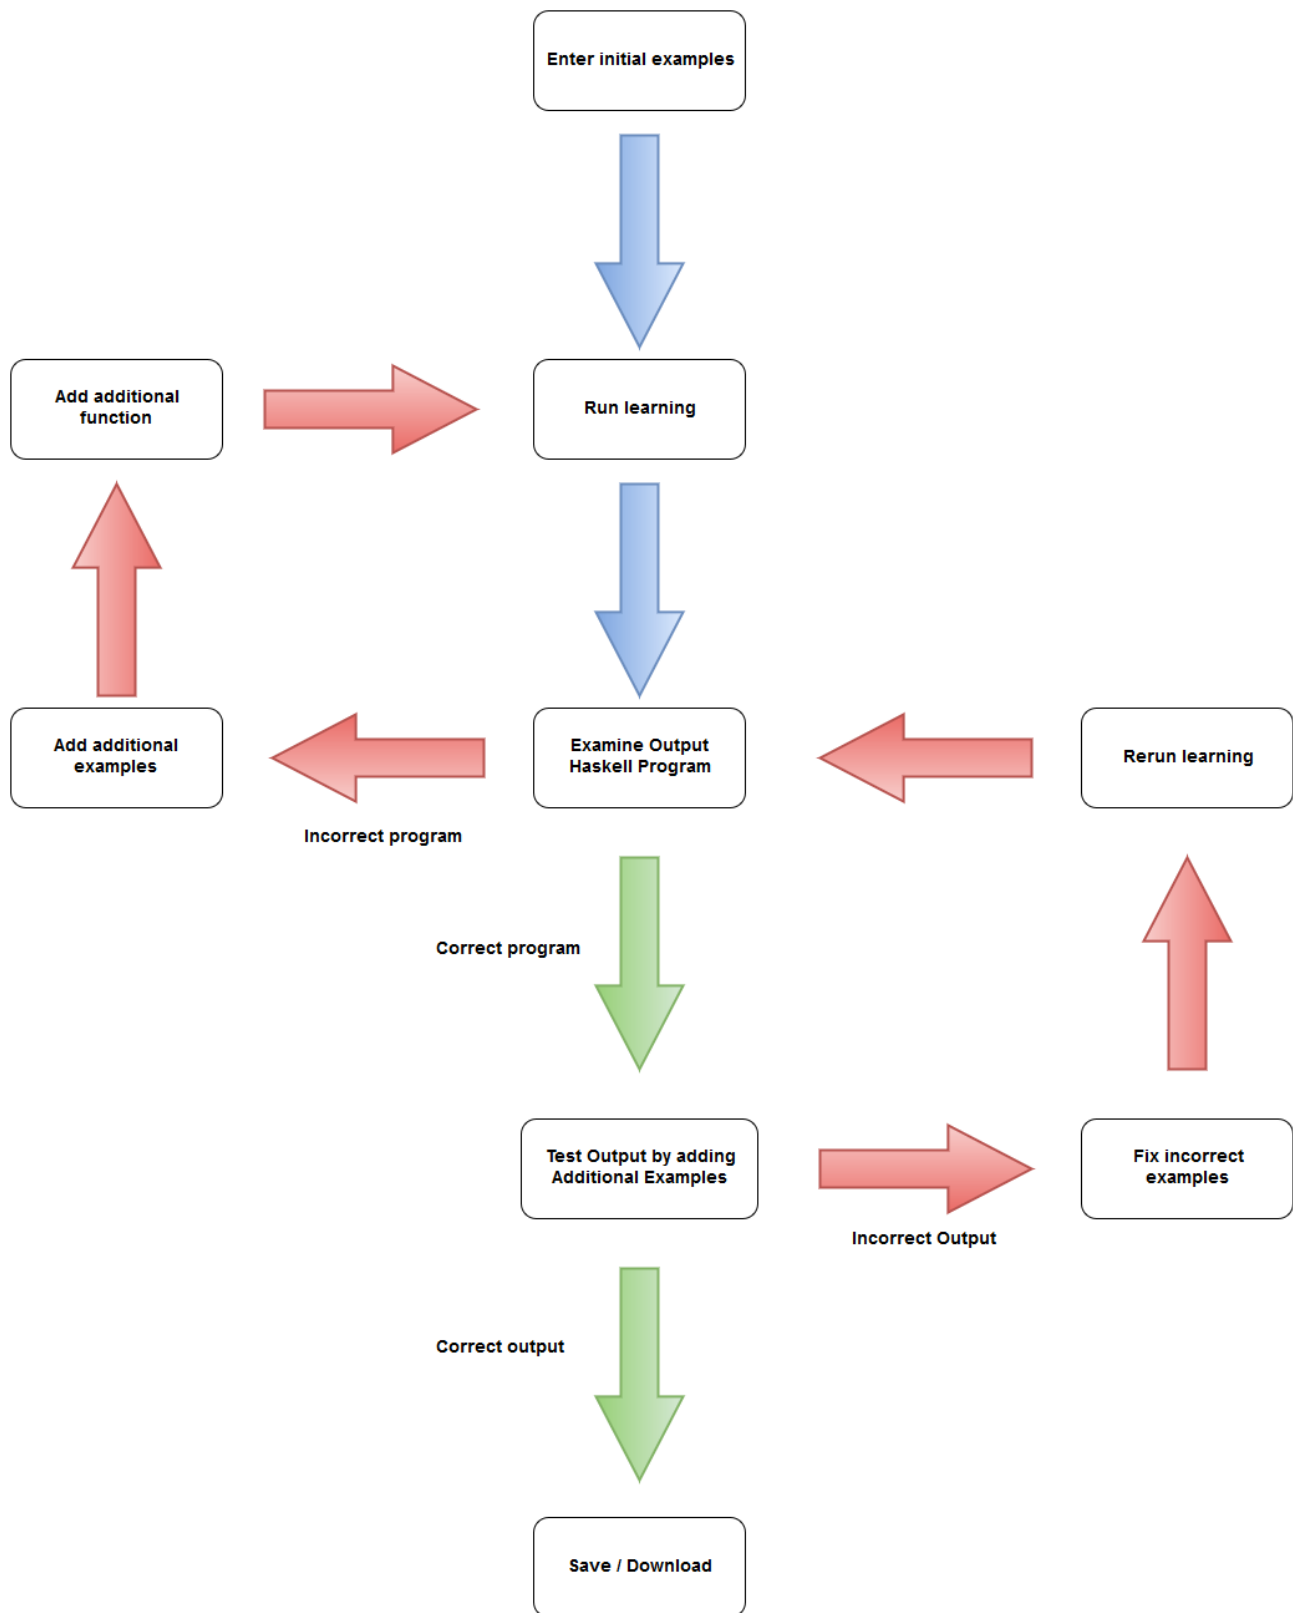 Enter initial examples
Add additional
function
Run learning
Add additional
examples
Examine Output
Haskell Program
Rerun learning
Incorrect program
Correct program
Test Output by adding
Additional Examples
Fix incorrect
examples
Incorrect Output
Correct output
Save / Download